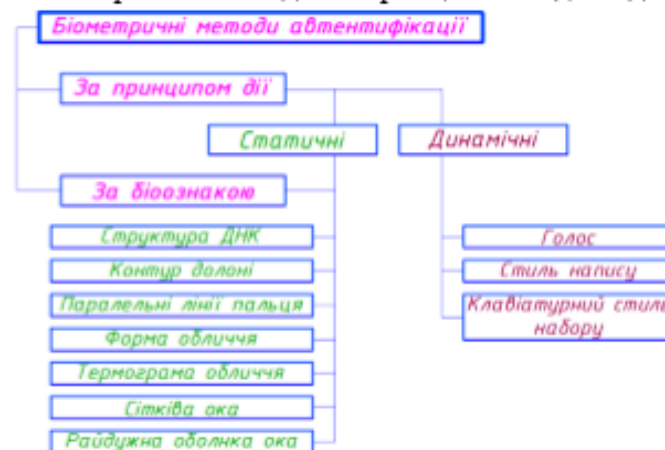 Біометричні методи автентифікації
За принципом дії
Статичні
Динамічні
За біоознакою
Структура ДНК
Контур долоні
Паралельні лінії пальця
Форма обличчя
Термограма обличчя
Сітківа ока
Райдужна оболнка ока
Голос
Стиль напису
Клавіатурний стиль
набору